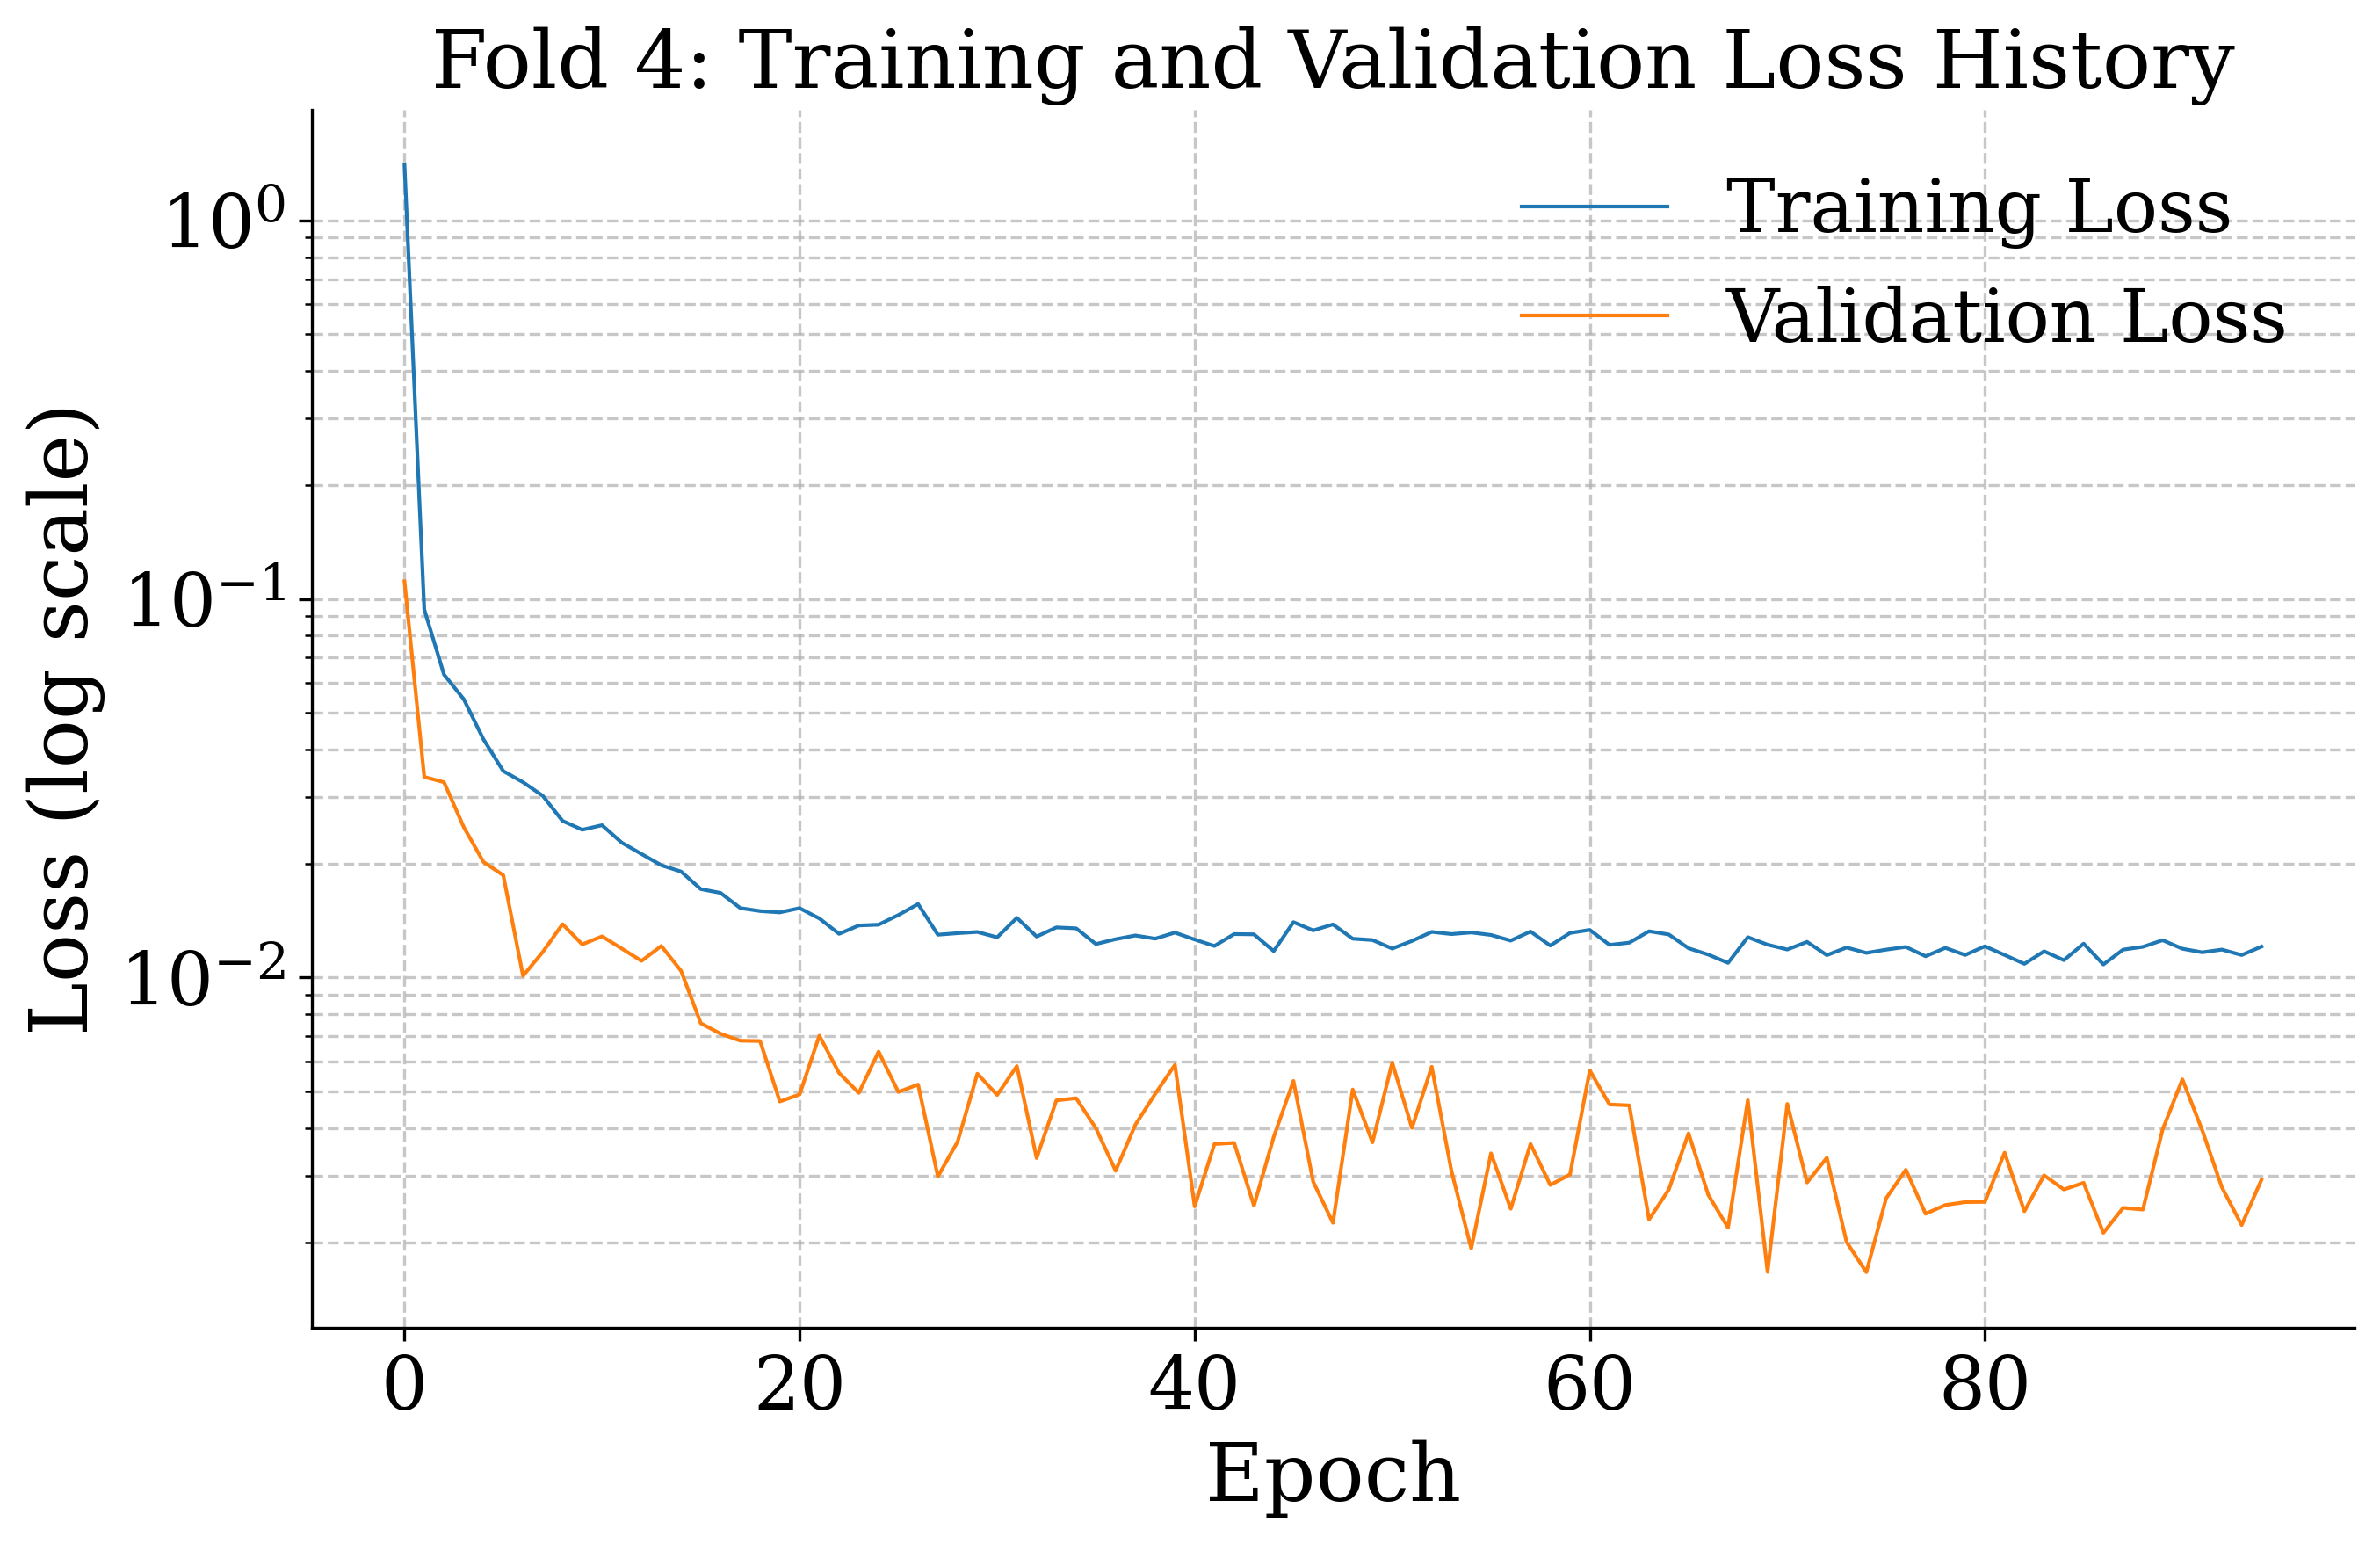 Fold 4: Training and Validation Loss History
Training Loss
Validation Loss
Loss (log scale)
10⁰
10⁻¹
10⁻²
0 20 40 60 80
Epoch